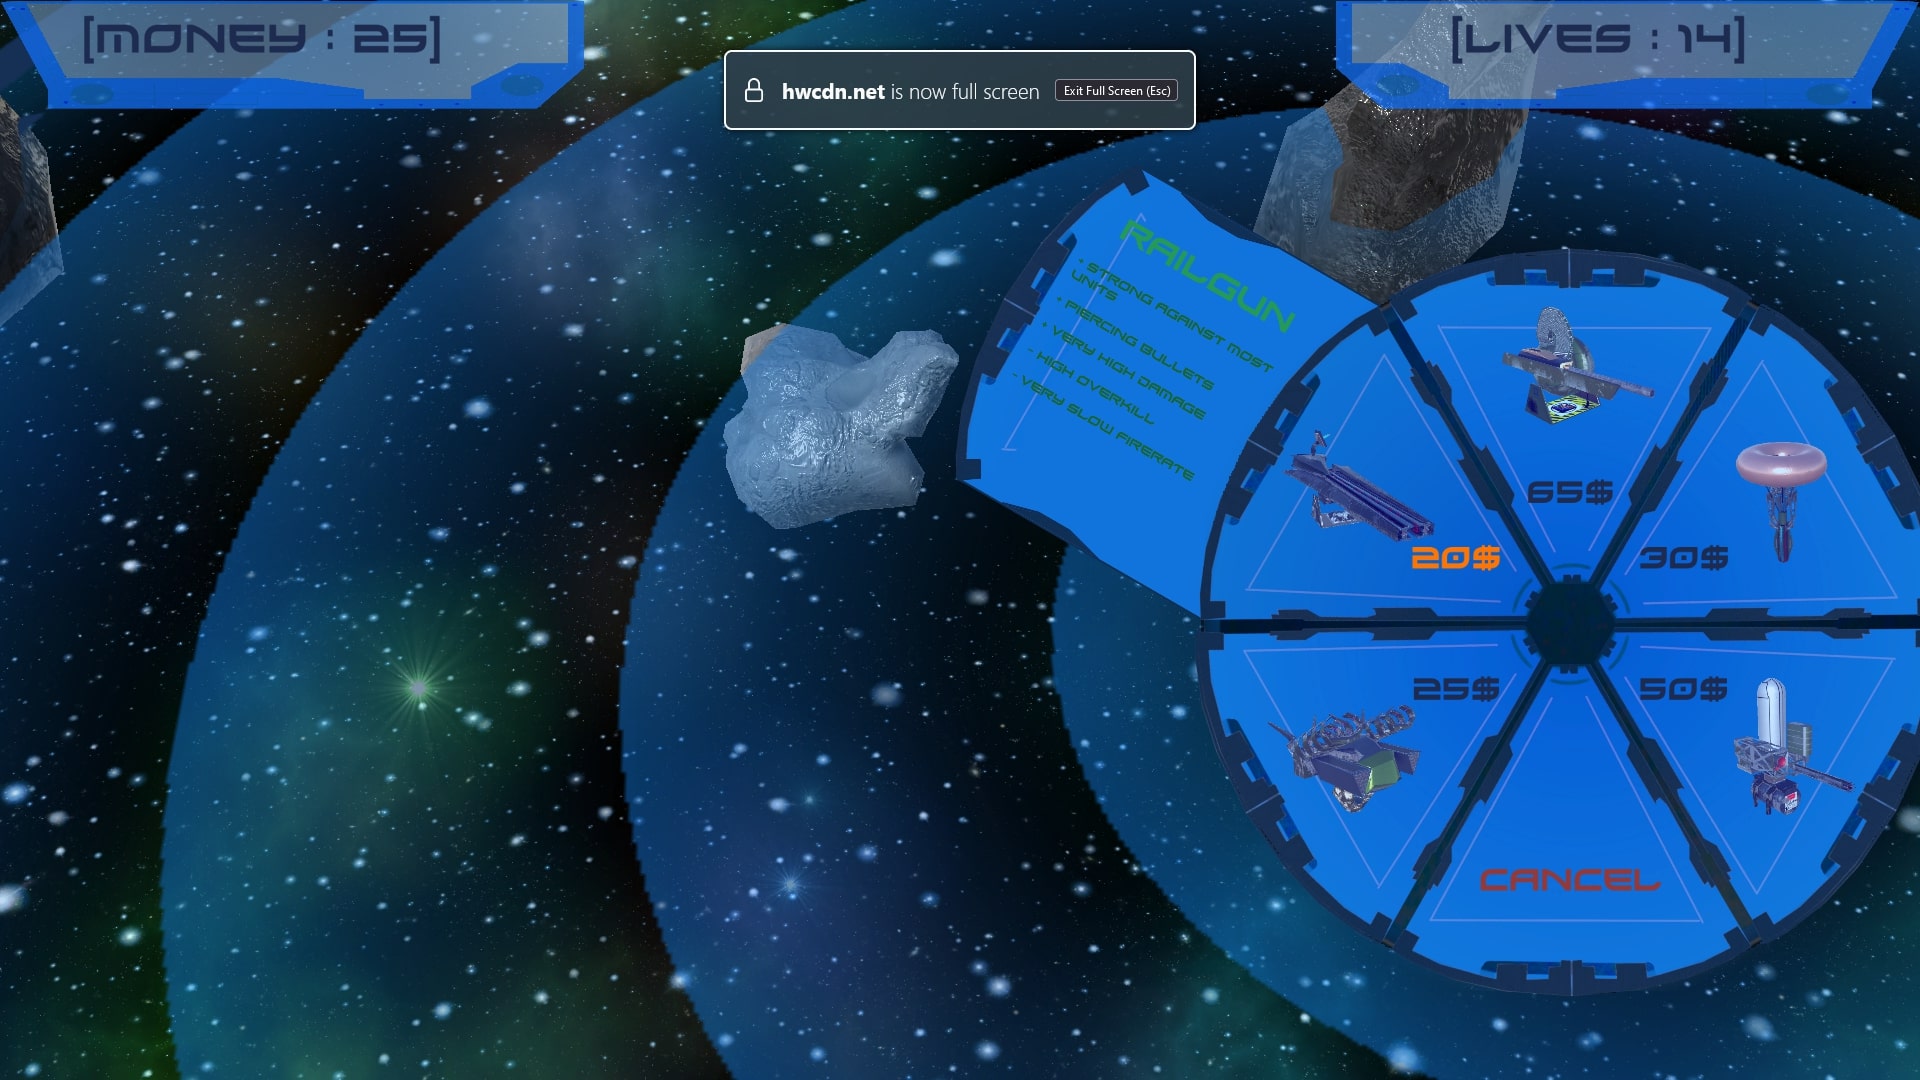 [MONEY : 25]
[LIVES : 14]
hwcdn.net is now full screen Exit Full Screen (Esc)
RAILGUN
+ STRONG AGAINST MOST
UNITS
+ PIERCING BULLETS
+ VERY HIGH DAMAGE
- HIGH OVERKILL
- VERY SLOW FIRERATE
65$
20$
30$
25$
50$
CANCEL